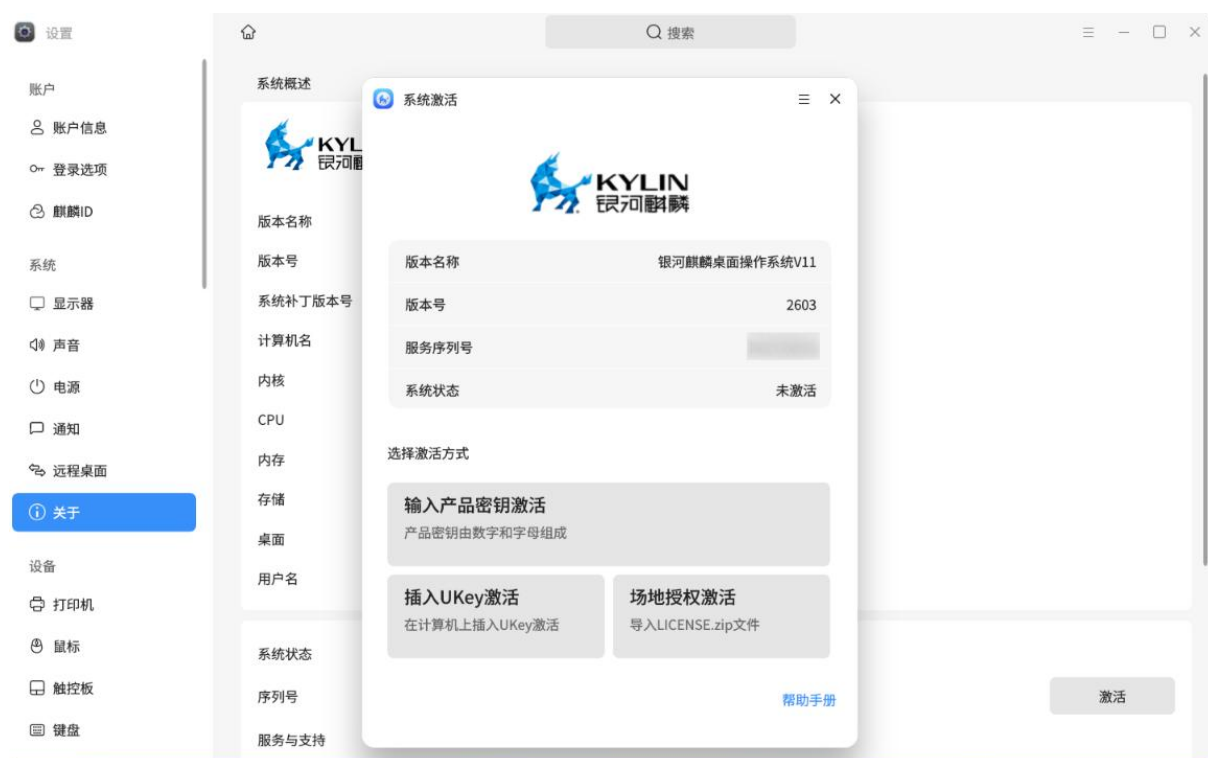 设置
搜索
账户
账户信息
登录选项
麒麟ID
系统
显示器
声音
电源
通知
远程桌面
关于
设备
打印机
鼠标
触控板
键盘
系统概述
KYL
银河
版本名称
版本号
系统补丁版本号
计算机名
内核
CPU
内存
存储
桌面
用户名
系统状态
序列号
激活
服务与支持
系统激活
KYLIN
银河麒麟
版本名称 银河麒麟桌面操作系统V11
版本号 2603
服务序列号
系统状态 未激活
选择激活方式
输入产品密钥激活
产品密钥由数字和字母组成
插入UKey激活
在计算机上插入UKey激活
场地授权激活
导入LICENSE.zip文件
帮助手册